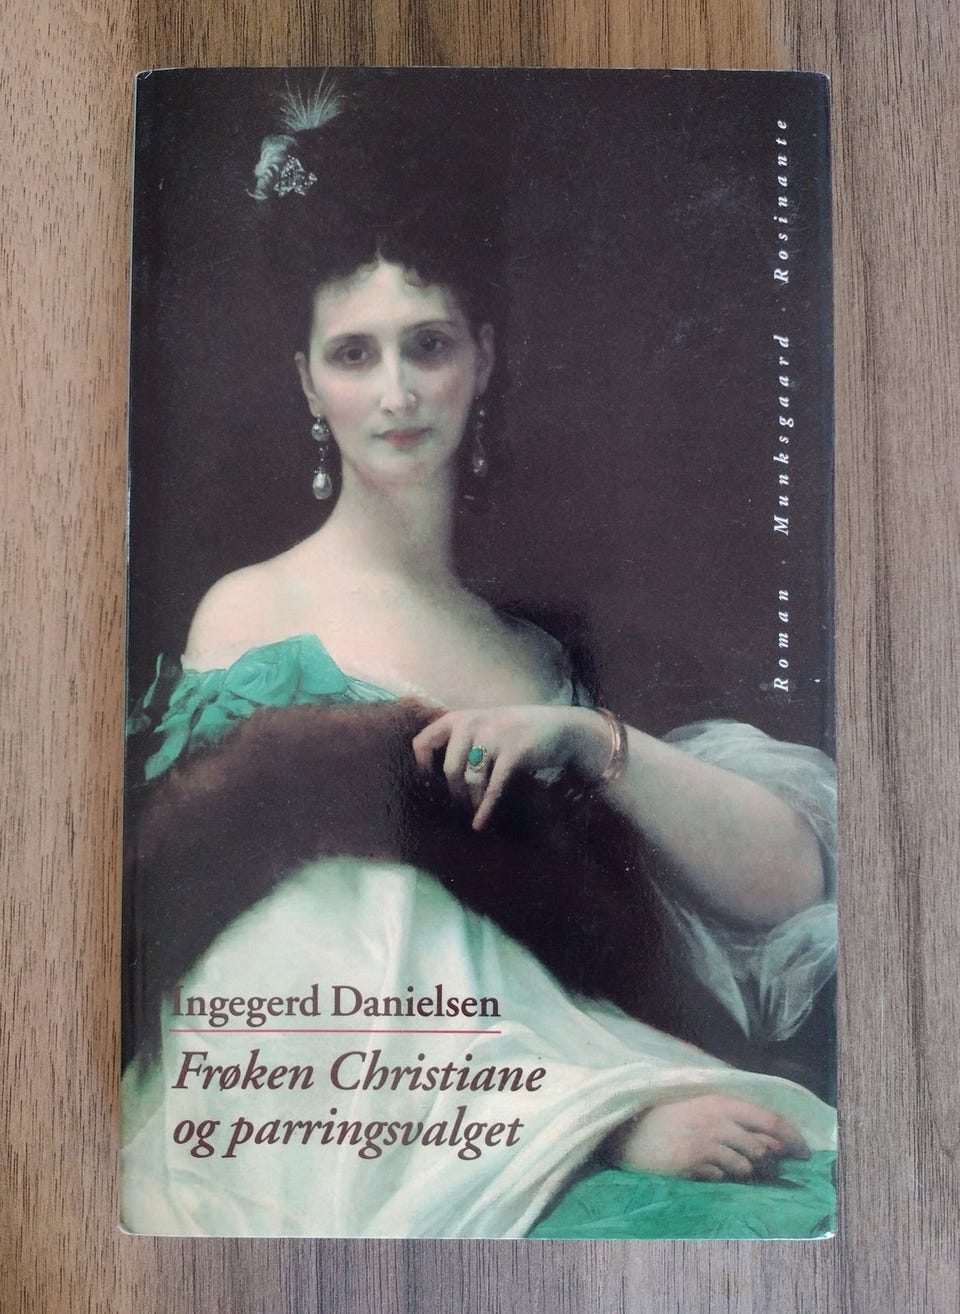 Roman · Munksgaard · Rosinante
Ingegerd Danielsen
Frøken Christiane
og parringsvalget